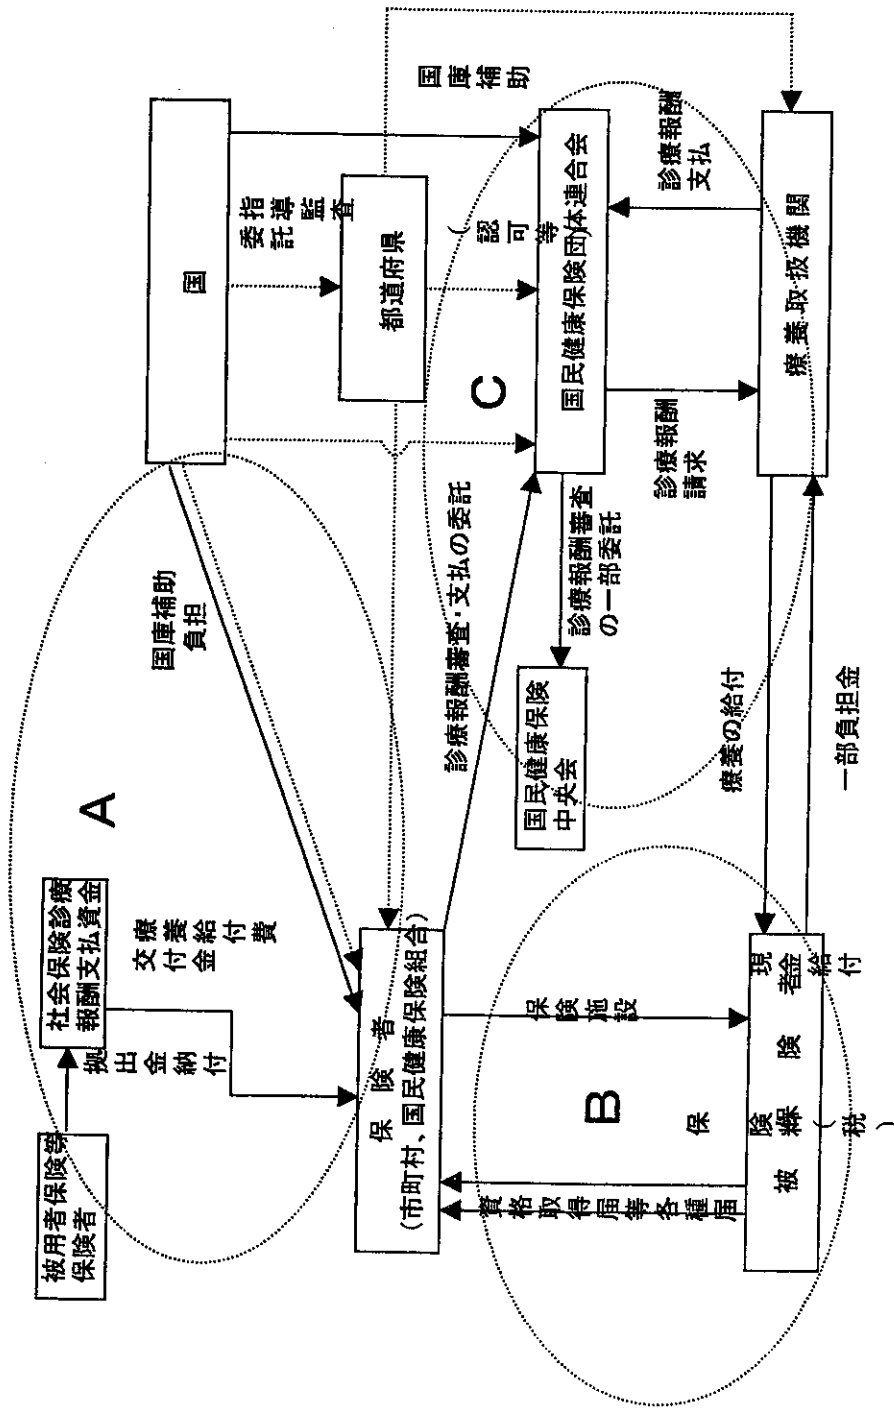 国
国庫補助
委託
指導監査
都道府県
(認可等)
国民健康保険団体連合会
診療報酬
支払
療養取扱機関
診療報酬
請求
C
国庫補助
負担
A
診療報酬審査・支払の委託
診療報酬審査
の一部委託
国民健康保険
中央会
療養の給付
一部負担金
社会保険診療
報酬支払資金
交付金
療養給付費
拠出金納付
被用者保険等
保険者
保険者
(市町村、国民健康保険組合)
保険施設
B
保険料(税)
資格取得届等各種届
被保険者
現金給付